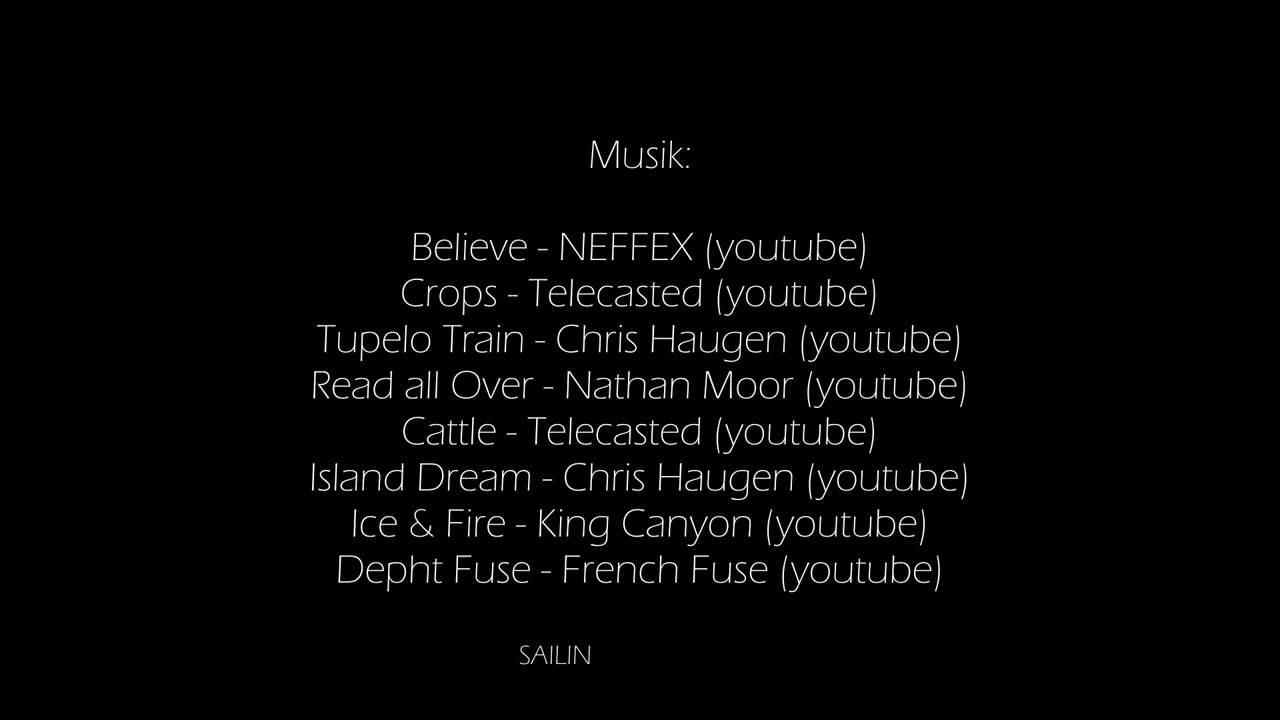 Musik:
Believe - NEFFEX (youtube)
Crops - Telecasted (youtube)
Tupelo Train - Chris Haugen (youtube)
Read all Over - Nathan Moor (youtube)
Cattle - Telecasted (youtube)
Island Dream - Chris Haugen (youtube)
Ice & Fire - King Canyon (youtube)
Depht Fuse - French Fuse (youtube)
SAILIN